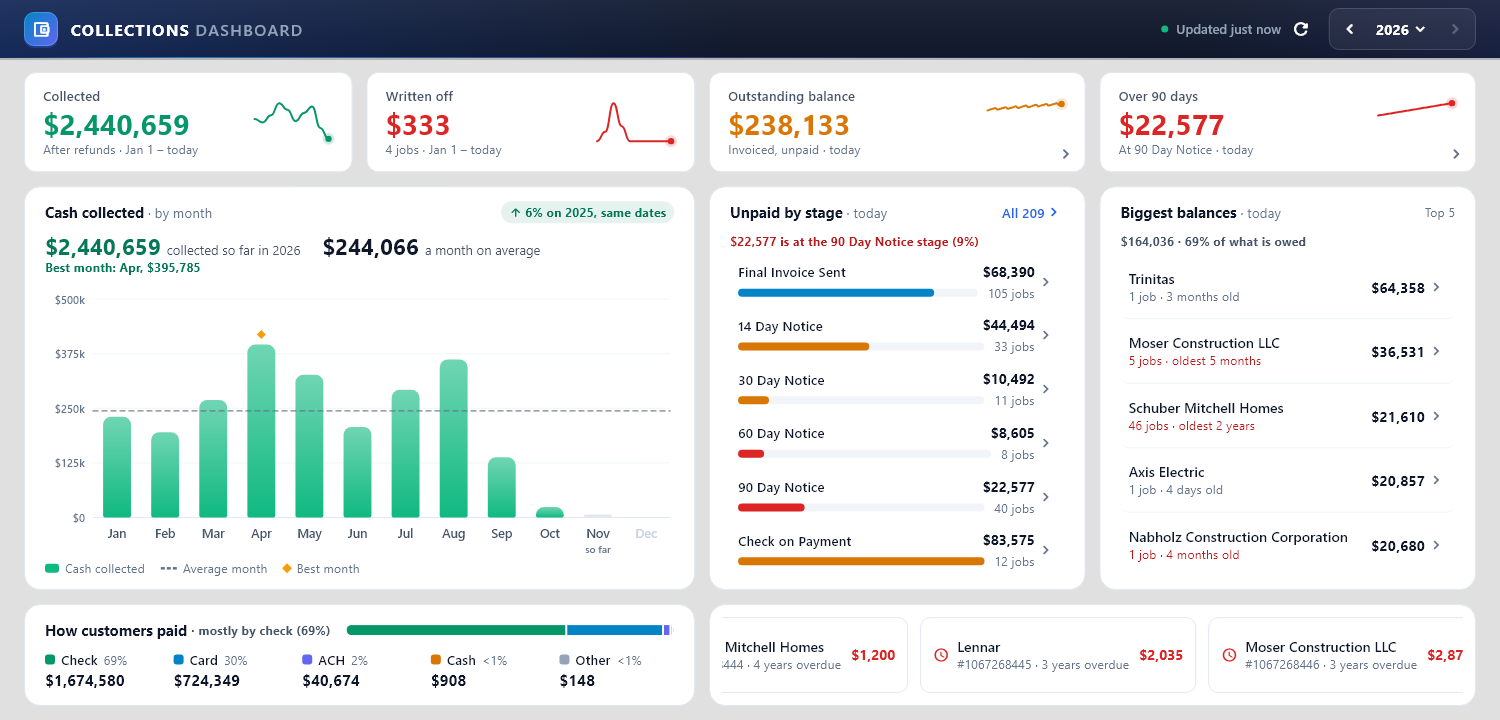 COLLECTIONS DASHBOARD
Updated just now
2026
Collected
$2,440,659
After refunds · Jan 1 – today
Written off
$333
4 jobs · Jan 1 – today
Outstanding balance
$238,133
Invoiced, unpaid · today
Over 90 days
$22,577
At 90 Day Notice · today
Cash collected · by month
↑ 6% on 2025, same dates
$2,440,659 collected so far in 2026
$244,066 a month on average
Best month: Apr, $395,785
$500k
$375k
$250k
$125k
$0
Jan Feb Mar Apr May Jun Jul Aug Sep Oct Nov Dec
so far
Cash collected
Average month
Best month
Unpaid by stage · today
All 209
$22,577 is at the 90 Day Notice stage (9%)
Final Invoice Sent $68,390
105 jobs
14 Day Notice $44,494
33 jobs
30 Day Notice $10,492
11 jobs
60 Day Notice $8,605
8 jobs
90 Day Notice $22,577
40 jobs
Check on Payment $83,575
12 jobs
Biggest balances · today
Top 5
$164,036 · 69% of what is owed
Trinitas
1 job · 3 months old
$64,358
Moser Construction LLC
5 jobs · oldest 5 months
$36,531
Schuber Mitchell Homes
46 jobs · oldest 2 years
$21,610
Axis Electric
1 job · 4 days old
$20,857
Nabholz Construction Corporation
1 job · 4 months old
$20,680
How customers paid · mostly by check (69%)
Check 69%
$1,674,580
Card 30%
$724,349
ACH 2%
$40,674
Cash <1%
$908
Other <1%
$148
Mitchell Homes
444 · 4 years overdue
$1,200
Lennar
#1067268445 · 3 years overdue
$2,035
Moser Construction LLC
#1067268446 · 3 years overdue
$2,87